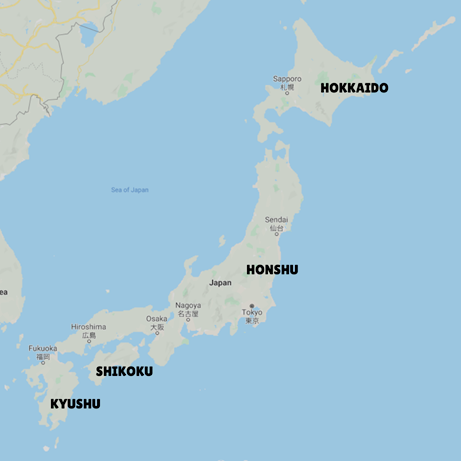 Sapporo
札幌
HOKKAIDO
Sea of Japan
Sendai
仙台
HONSHU
Japan
ea
Nagoya
名古屋
Tokyo
東京
Osaka
大阪
Hiroshima
広島
Fukuoka
福岡
SHIKOKU
KYUSHU